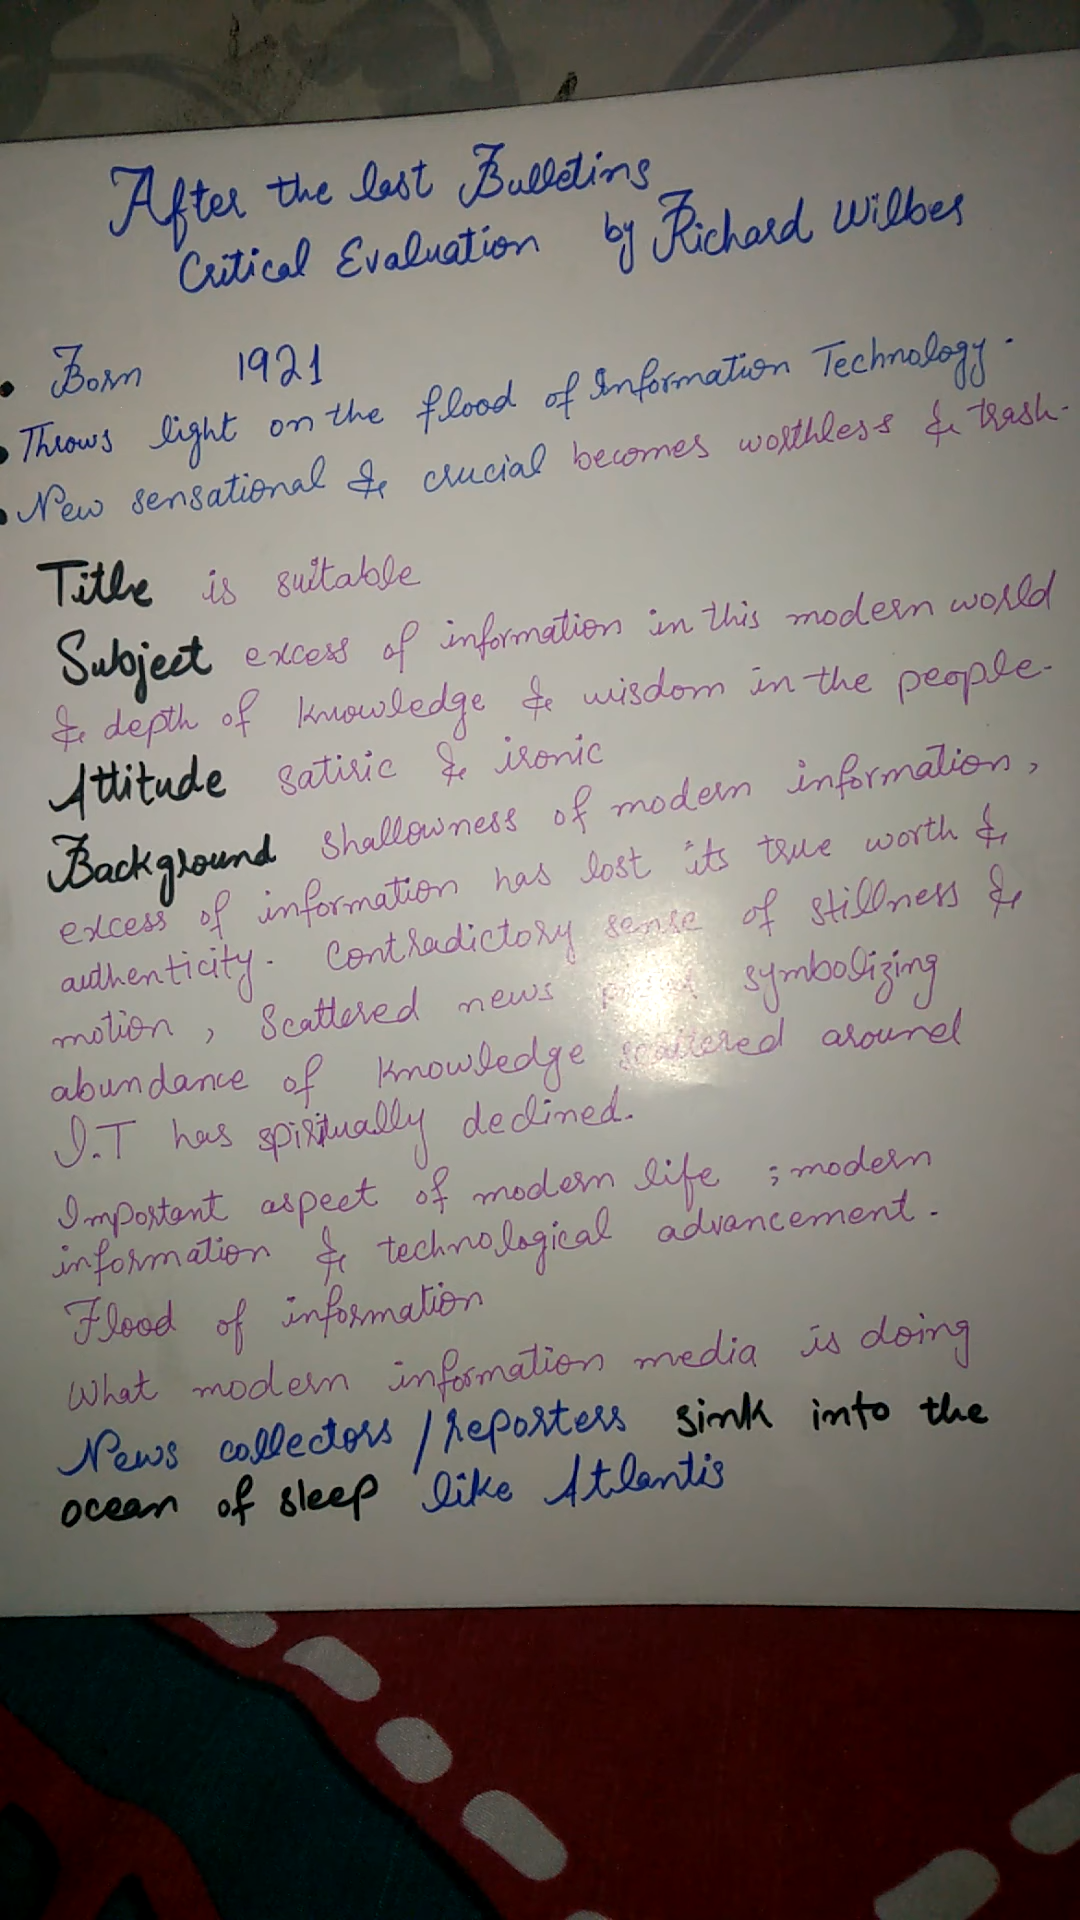 After the last Bulletins
Critical Evaluation by Richard Wilber
• Born 1921
• Throws light on the flood of Information Technology.
• New sensational & crucial becomes worthless & trash.
Title is suitable
Subject excess of information in this modern world
& depth of knowledge & wisdom in the people.
Attitude satiric & ironic
Background shallowness of modern information,
excess of information has lost its true worth &
authenticity. Contradictory sense of stillness &
motion, Scattered news symbolizing
abundance of knowledge scattered around
I.T has spiritually declined.
Important aspect of modern life ; modern
information & technological advancement.
Flood of information
What modern information media is doing
News collectors / reporters sink into the
ocean of sleep like Atlantis